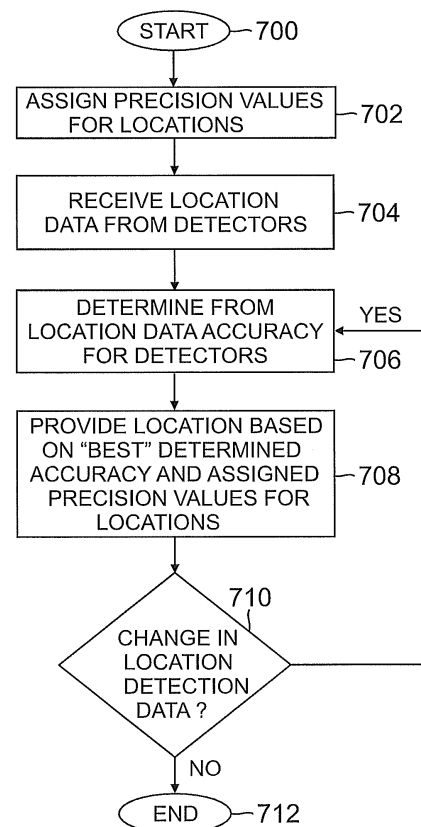 START
700
ASSIGN PRECISION VALUES
FOR LOCATIONS
702
RECEIVE LOCATION
DATA FROM DETECTORS
704
DETERMINE FROM
LOCATION DATA ACCURACY
FOR DETECTORS
YES
706
PROVIDE LOCATION BASED
ON “BEST” DETERMINED
ACCURACY AND ASSIGNED
PRECISION VALUES FOR
LOCATIONS
708
710
CHANGE IN
LOCATION
DETECTION
DATA ?
NO
END
712